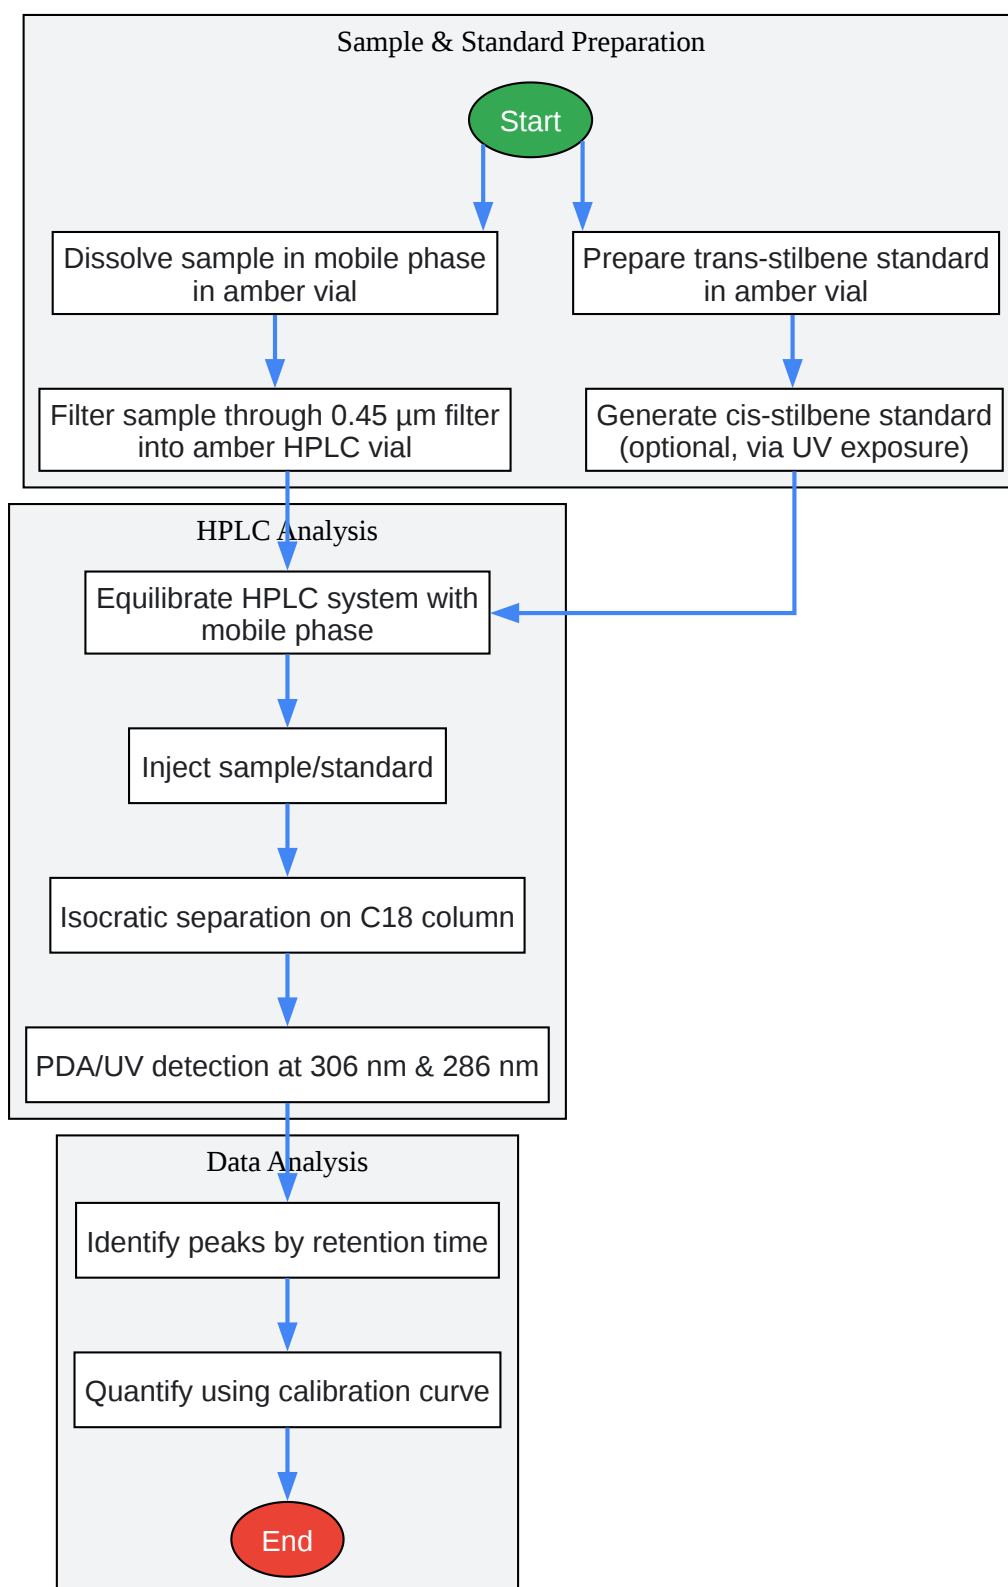 Sample & Standard Preparation
Start
Dissolve sample in mobile phase
in amber vial
Prepare trans-stilbene standard
in amber vial
Filter sample through 0.45 µm filter
into amber HPLC vial
Generate cis-stilbene standard
(optional, via UV exposure)
HPLC Analysis
Equilibrate HPLC system with
mobile phase
Inject sample/standard
Isocratic separation on C18 column
PDA/UV detection at 306 nm & 286 nm
Data Analysis
Identify peaks by retention time
Quantify using calibration curve
End